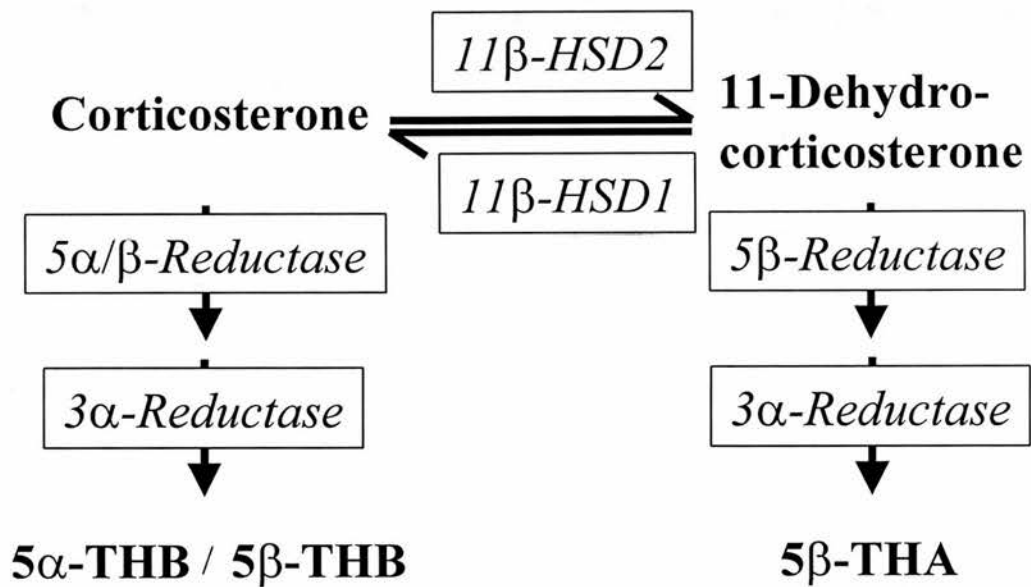 11β-HSD2
Corticosterone
11-Dehydro-
corticosterone
11β-HSD1
5α/β-Reductase
5β-Reductase
3α-Reductase
3α-Reductase
5α-THB / 5β-THB
5β-THA